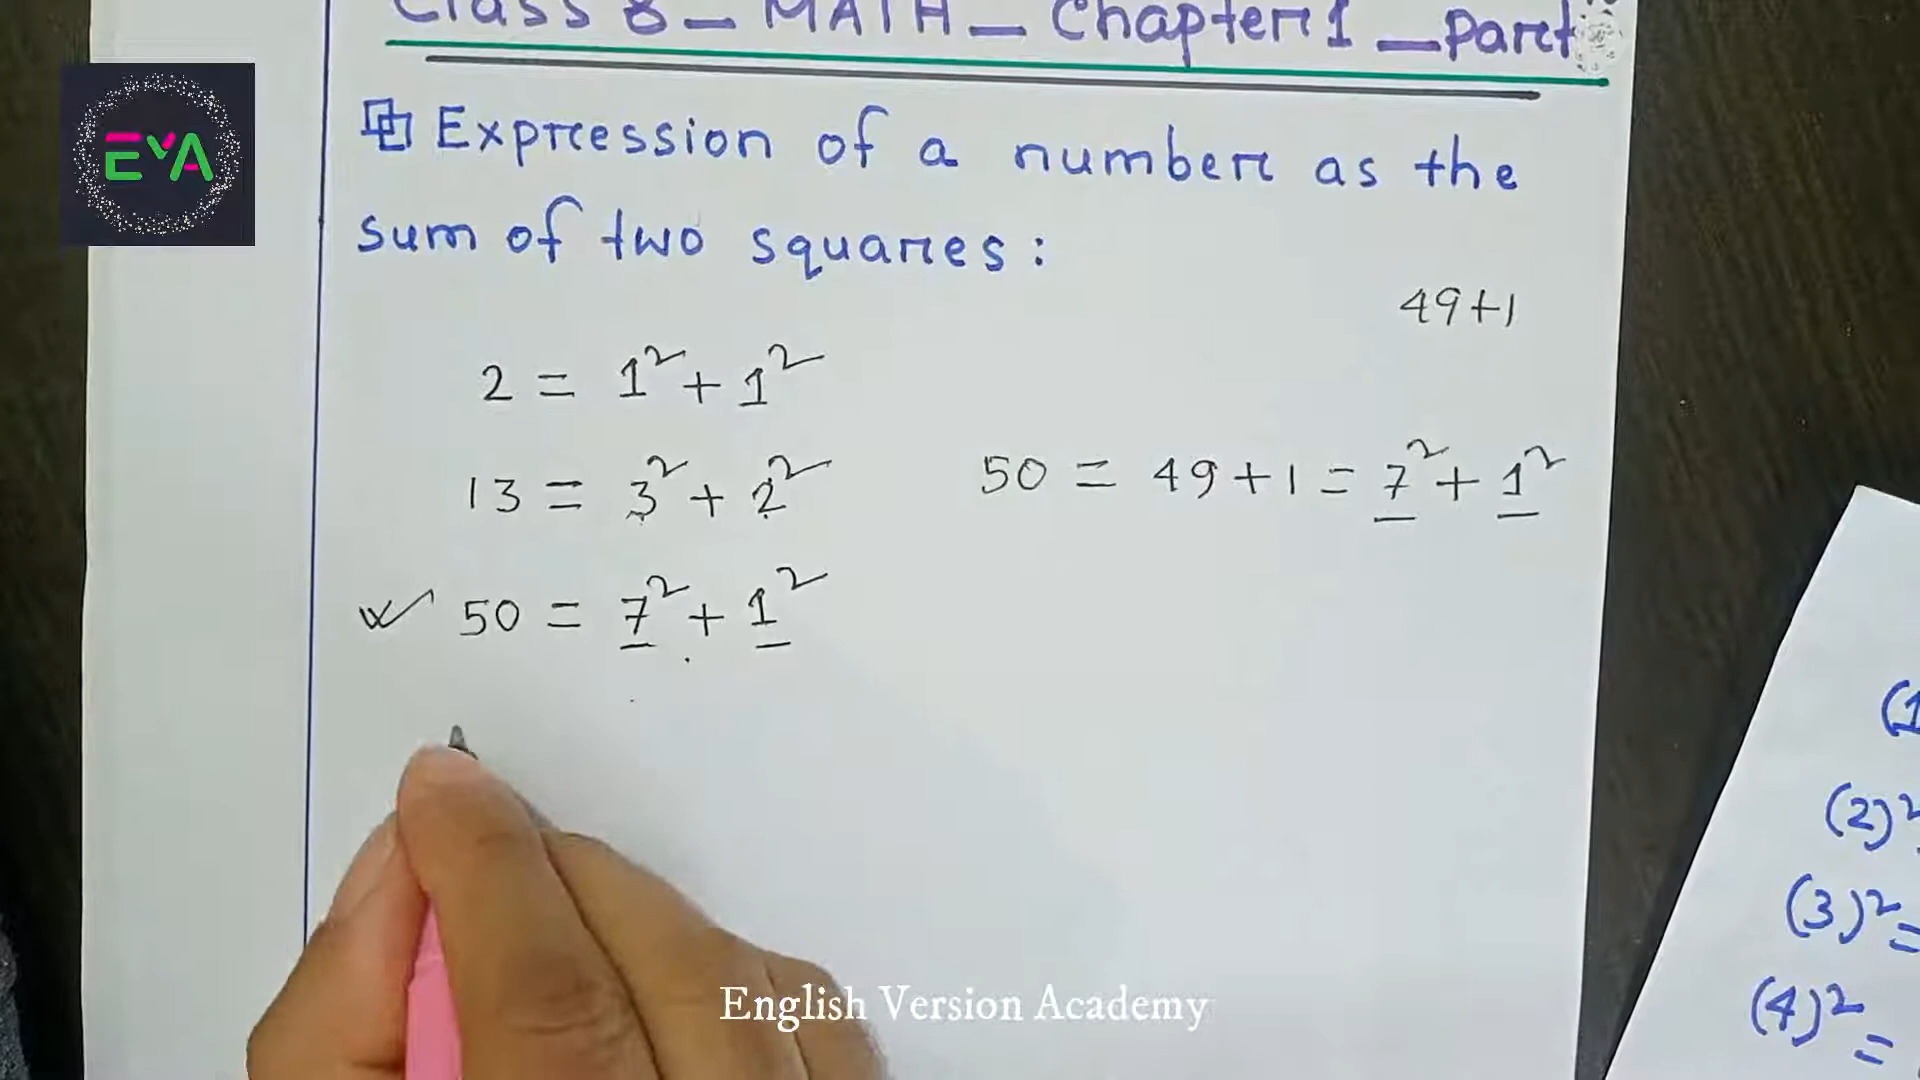 Class 8 - MATH - Chapter 1 - Part
EVA
Expression of a number as the
sum of two squares:
49+1
2 = 1² + 1²
13 = 3² + 2²
50 = 49+1 = 7² + 1²
50 = 7² + 1²
(1
(2)²
(3)² =
(4)² =
English Version Academy